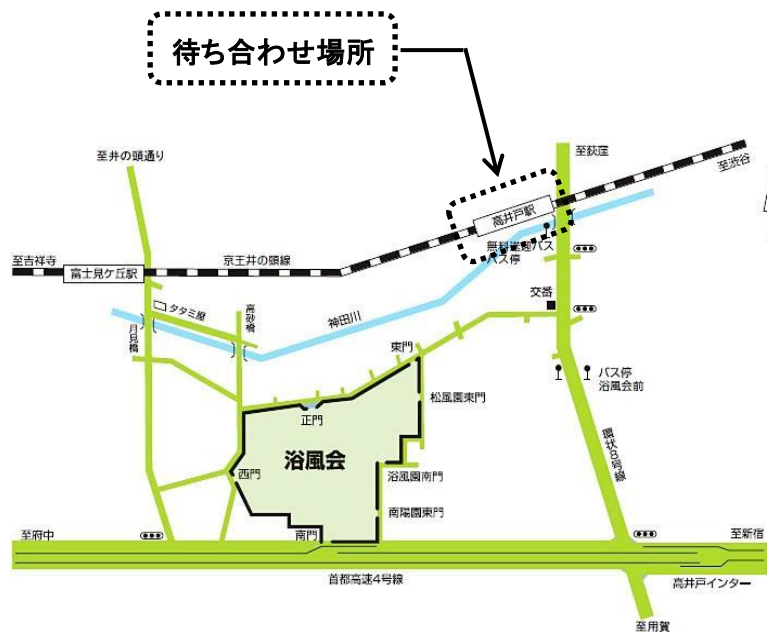 待ち合わせ場所
至井の頭通り
至荻窪
至渋谷
高井戸駅
無料送迎バス
バス停
至吉祥寺
京王井の頭線
富士見ケ丘駅
タタミ屋
高砂橋
月見橋
神田川
交番
東門
バス停
浴風会前
松風園東門
正門
浴風会
西門
浴風園南門
環状8号線
南陽園東門
至府中
南門
至新宿
首都高速4号線
高井戸インター
至用賀